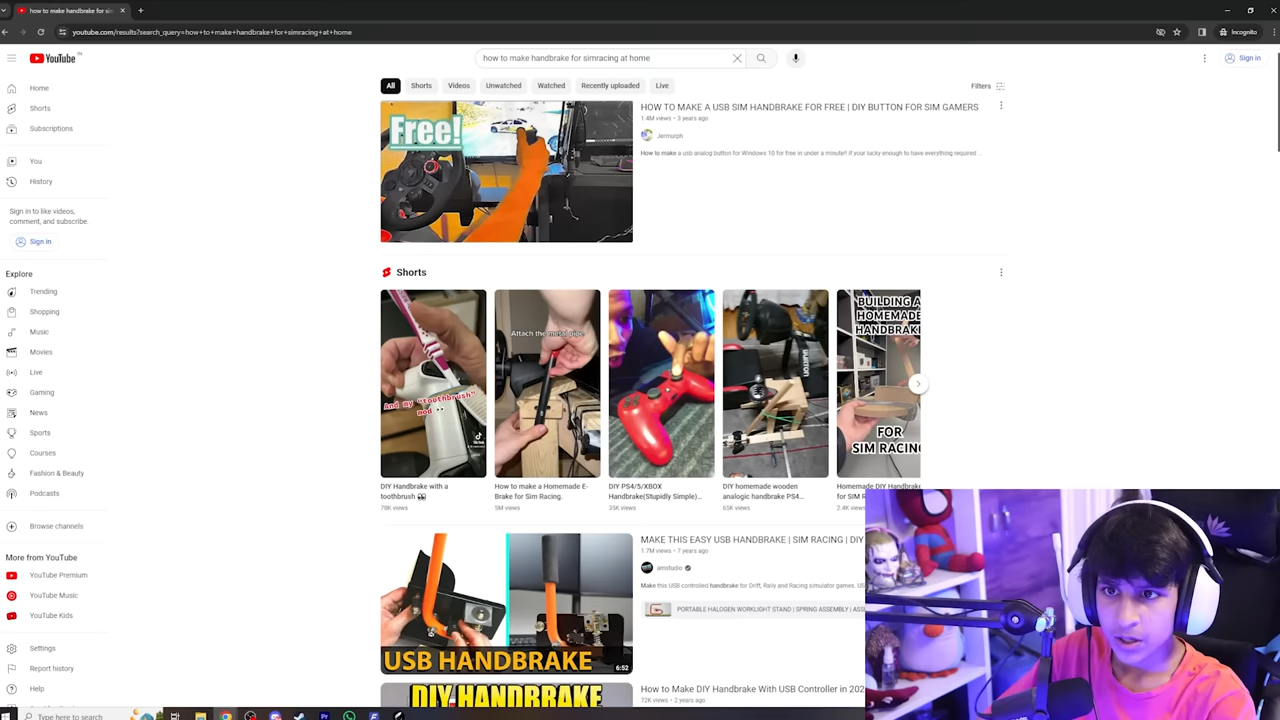 how to make handbrake for si
youtube.com/results?search_query=how+to+make+handbrake+for+simracing+at+home
Incognito
YouTube IN
how to make handbrake for simracing at home
Sign in
Home
Shorts
Subscriptions
You
History
Sign in to like videos,
comment, and subscribe.
Sign in
Explore
Trending
Shopping
Music
Movies
Live
Gaming
News
Sports
Courses
Fashion & Beauty
Podcasts
Browse channels
More from YouTube
YouTube Premium
YouTube Music
YouTube Kids
Settings
Report history
Help
All
Shorts
Videos
Unwatched
Watched
Recently uploaded
Live
Filters
Free!
HOW TO MAKE A USB SIM HANDBRAKE FOR FREE | DIY BUTTON FOR SIM GAMERS
1.4M views • 3 years ago
Jermurph
How to make a usb analog button for Windows 10 for free in under a minute!! if your lucky enough to have everything required ...
Shorts
And my "toothbrush"
mod ..
TikTok
Attach the metal pipe
BURTON
BUILDING A
HOMEMADE
HANDBRAKE
FOR
SIM RACING
DIY Handbrake with a
toothbrush 👀
78K views
How to make a Homemade E-
Brake for Sim Racing.
5M views
DIY PS4/5/XBOX
Handbrake(Stupidly Simple)...
35K views
DIY homemade wooden
analogic handbrake PS4...
65K views
Homemade DIY Handbrake
for SIM R
2.4K views
USB HANDBRAKE
6:52
MAKE THIS EASY USB HANDBRAKE | SIM RACING | DIY
1.7M views • 7 years ago
amstudio
Make this USB controlled handbrake for Drift, Rally and Racing simulator games. US
PORTABLE HALOGEN WORKLIGHT STAND | SPRING ASSEMBLY | ASS
DIY HANDBRAKE
How to Make DIY Handbrake With USB Controller in 202
72K views • 2 years ago
Type here to search